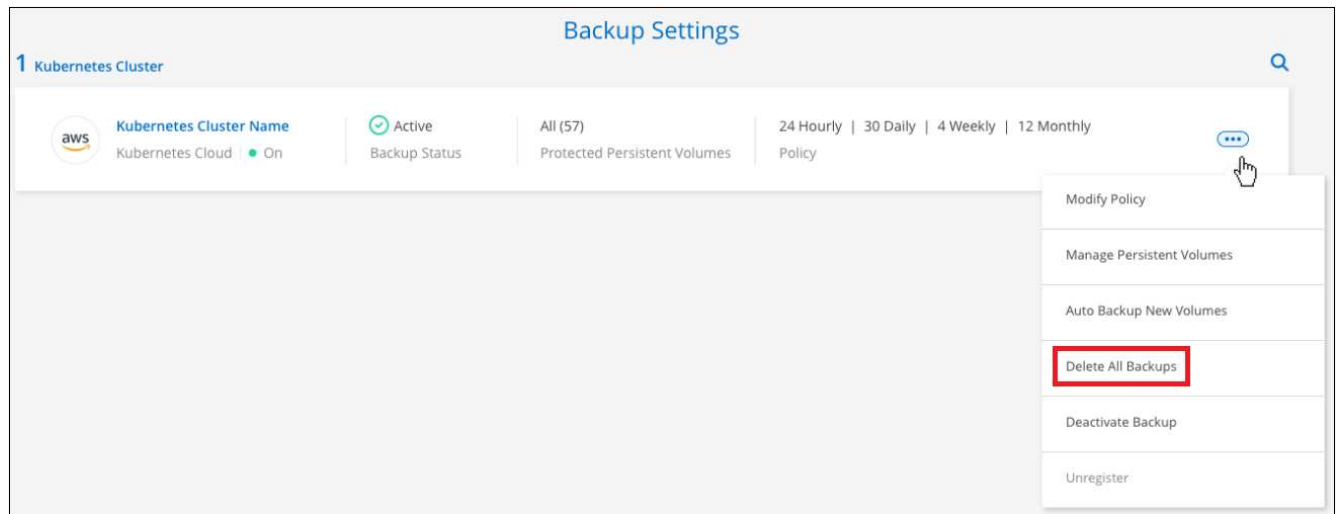 Backup Settings
1 Kubernetes Cluster
aws
Kubernetes Cluster Name
Kubernetes Cloud
On
Active
Backup Status
All (57)
Protected Persistent Volumes
24 Hourly | 30 Daily | 4 Weekly | 12 Monthly
Policy
Modify Policy
Manage Persistent Volumes
Auto Backup New Volumes
Delete All Backups
Deactivate Backup
Unregister